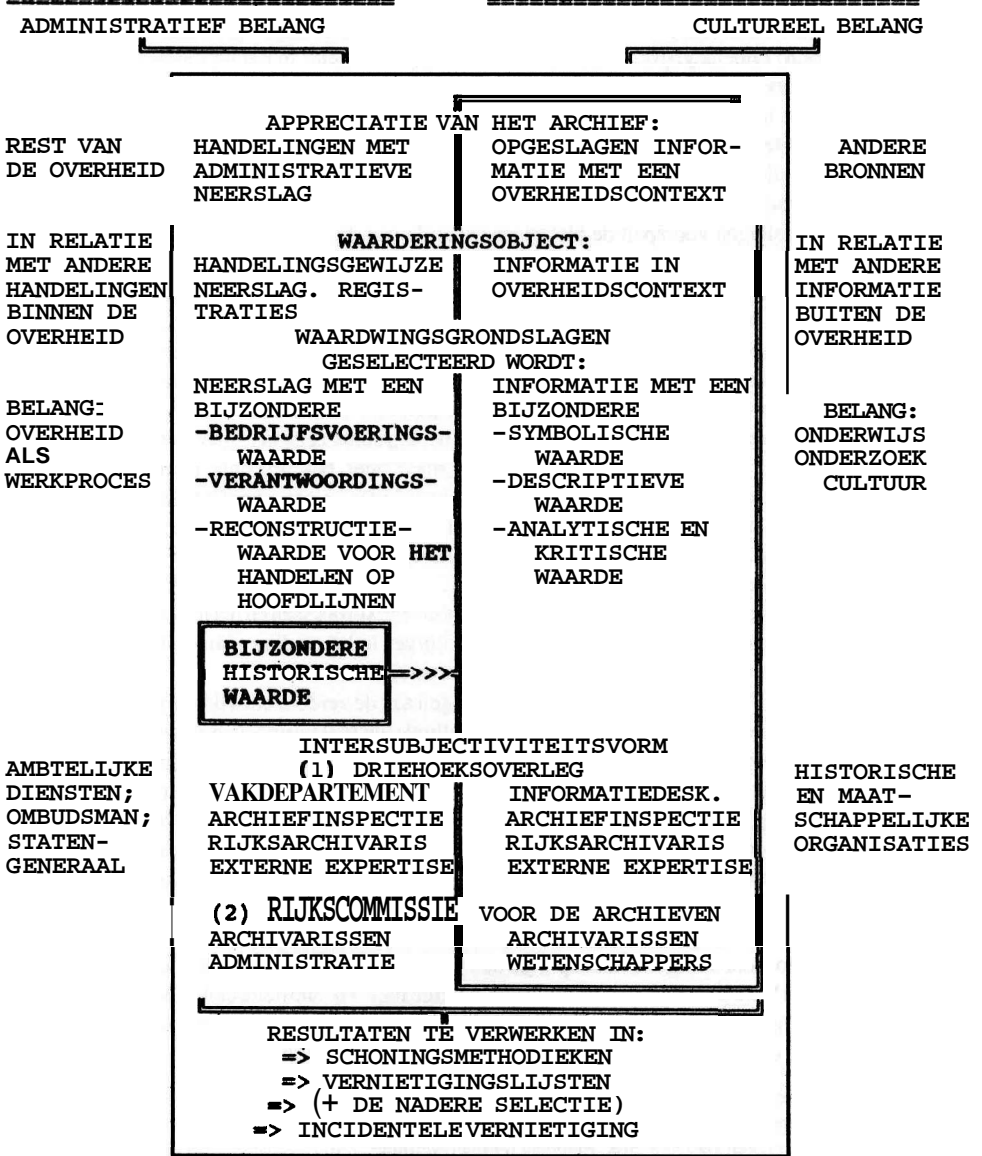 ADMINISTRATIEF BELANG CULTUREEL BELANG
APPRECIATIE VAN HET ARCHIEF:
REST VAN HANDELINGEN MET OPGESLAGEN INFOR- ANDERE
DE OVERHEID ADMINISTRATIEVE MATIE MET EEN BRONNEN
NEERSLAG OVERHEIDSCONTEXT
IN RELATIE WAARDERINGSOBJECT: IN RELATIE
MET ANDERE HANDELINGSGEWIJZE INFORMATIE IN MET ANDERE
HANDELINGEN NEERSLAG. REGIS- OVERHEIDSCONTEXT INFORMATIE
BINNEN DE TRATIES BUITEN DE
OVERHEID WAARDWINGSGRONDSLAGEN OVERHEID
GESELECTEERD WORDT:
NEERSLAG MET EEN INFORMATIE MET EEN
BELANG: BIJZONDERE BIJZONDERE BELANG:
OVERHEID -BEDRIJFSVOERINGS- -SYMBOLISCHE ONDERWIJS
ALS WAARDE WAARDE ONDERZOEK
WERKPROCES -VERANTWOORDINGS- -DESCRIPTIEVE CULTUUR
WAARDE WAARDE
-RECONSTRUCTIE- -ANALYTISCHE EN
WAARDE VOOR HET KRITISCHE
HANDELEN OP WAARDE
HOOFDLIJNEN
BIJZONDERE
HISTORISCHE =>>>
WAARDE
INTERSUBJECTIVITEITSVORM
AMBTELIJKE (1) DRIEHOEKSOVERLEG HISTORISCHE
DIENSTEN; VAKDEPARTEMENT INFORMATIEDESK. EN MAAT-
OMBUDSMAN; ARCHIEFINSPECTIE ARCHIEFINSPECTIE SCHAPPELIJKE
STATEN- RIJKSARCHIVARIS RIJKSARCHIVARIS ORGANISATIES
GENERAAL EXTERNE EXPERTISE EXTERNE EXPERTISE
(2) RIJKSCOMMISSIE VOOR DE ARCHIEVEN
ARCHIVARISSEN ARCHIVARISSEN
ADMINISTRATIE WETENSCHAPPERS
RESULTATEN TE VERWERKEN IN:
=> SCHONINGSMETHODIEKEN
=> VERNIETIGINGSLIJSTEN
=> (+ DE NADERE SELECTIE)
=> INCIDENTELE VERNIETIGING